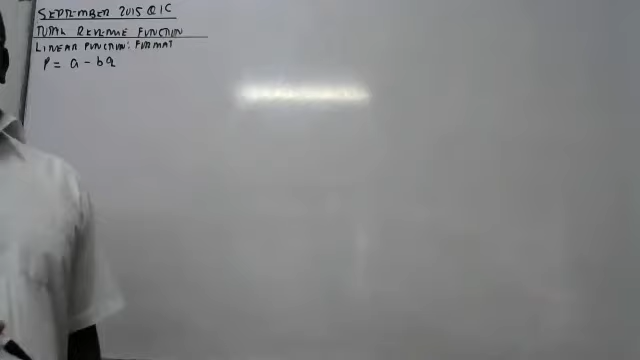 SEPTEMBER 2015 Q1C
TOTAL REVENUE FUNCTION
LINEAR FUNCTION: FORMAT
P = a - bq